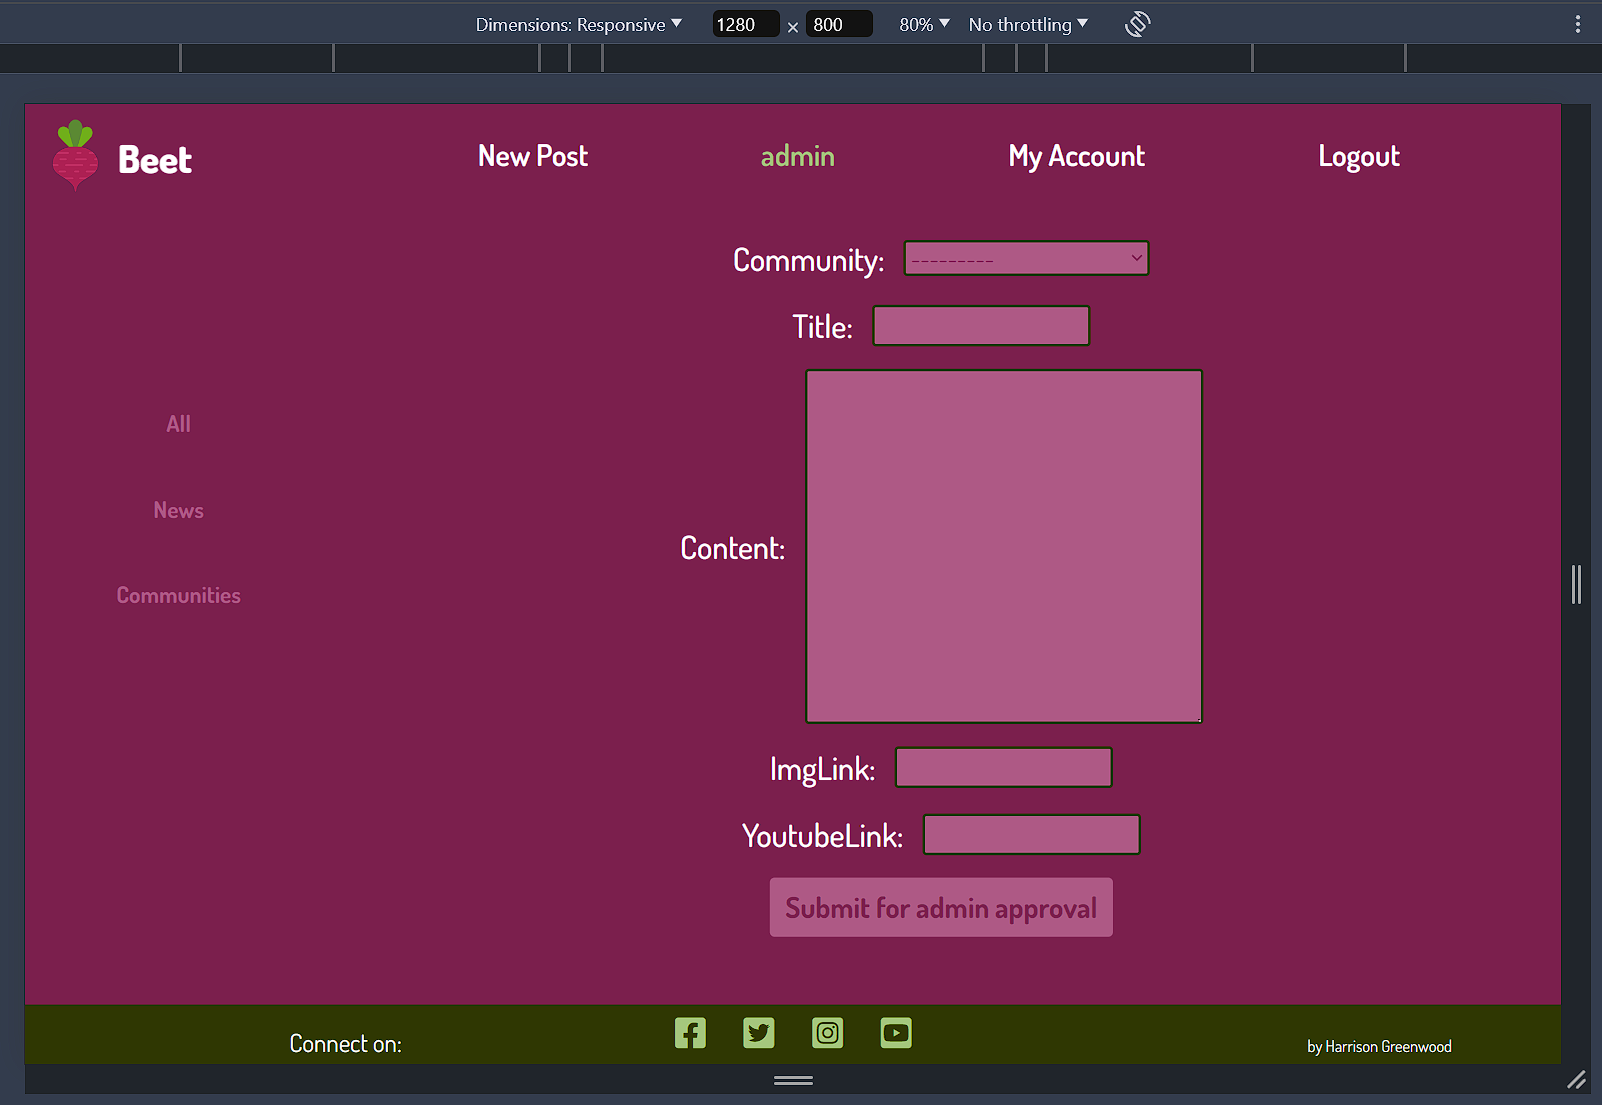 Dimensions: Responsive ▼ 1280 × 800 80% ▼ No throttling ▼
Beet New Post admin My Account Logout
Community: ---------
Title:
All
News
Communities
Content:
ImgLink:
YoutubeLink:
Submit for admin approval
Connect on:
by Harrison Greenwood